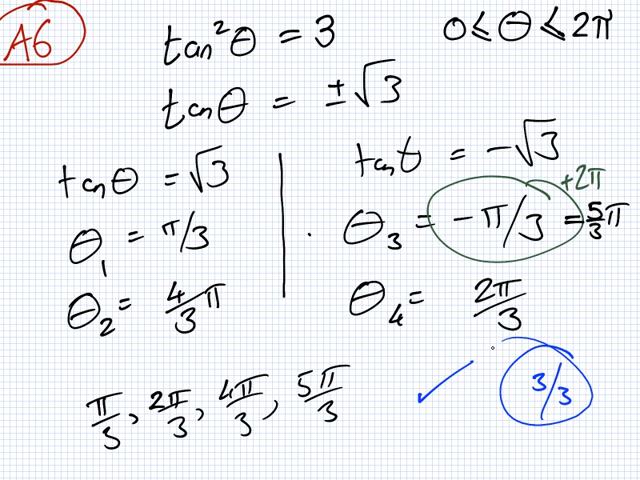 A6
tan²θ = 3 0 ≤ θ ≤ 2π
tanθ = ±√3
tanθ = √3
θ₁ = π/3
θ₂ = 4/3 π
tanθ = -√3
+2π
θ₃ = -π/3 = 5/3 π
θ₄ = 2π/3
π/3, 2π/3, 4π/3, 5π/3 ✓ 3/3